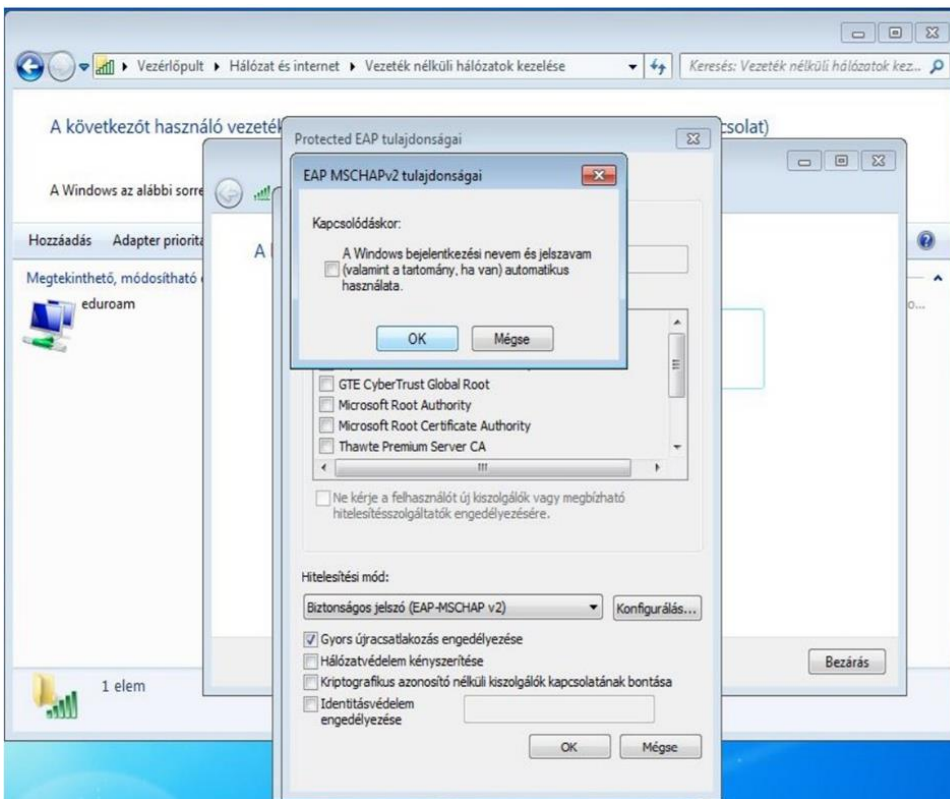 Vezérlőpult ▸ Hálózat és internet ▸ Vezeték nélküli hálózatok kezelése
Keresés: Vezeték nélküli hálózatok kez...
A következőt használó
csolat)
A Windows az alábbi
Hozzáadás Adapter
Megtekinthető, módosítható
eduroam
1 elem
A
Bezárás
Protected EAP tulajdonságai
EAP MSCHAPv2 tulajdonságai
Kapcsolódáskor:
A Windows bejelentkezési nevem és jelszavam
(valamint a tartomány, ha van) automatikus
használata.
OK Mégse
GTE CyberTrust Global Root
Microsoft Root Authority
Microsoft Root Certificate Authority
Thawte Premium Server CA
Ne kérje a felhasználót új kiszolgálók vagy megbízható
hitelesítésszolgáltatók engedélyezésére.
Hitelesítési mód:
Biztonságos jelszó (EAP-MSCHAP v2) Konfigurálás...
Gyors újracsatlakozás engedélyezése
Hálózatvédelem kényszerítése
Kriptografikus azonosító nélküli kiszolgálók kapcsolatának bontása
Identitásvédelem
engedélyezése
OK Mégse